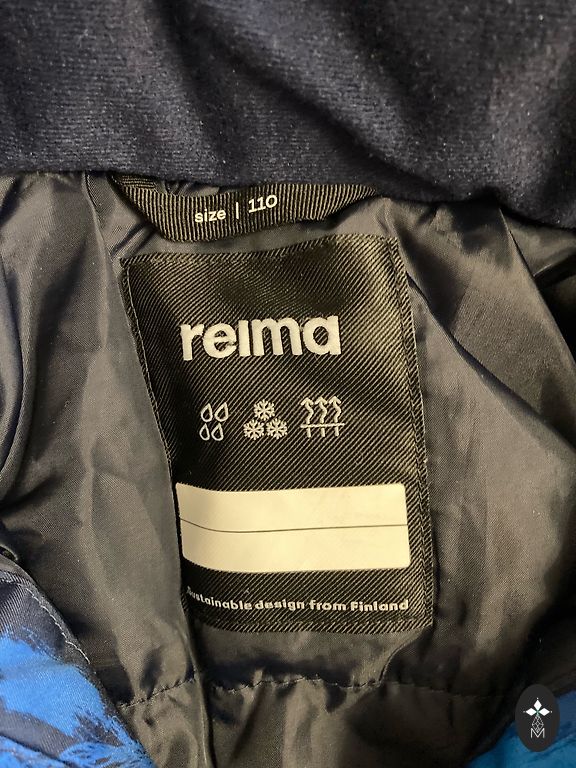 size | 110
reima
Sustainable design from Finland